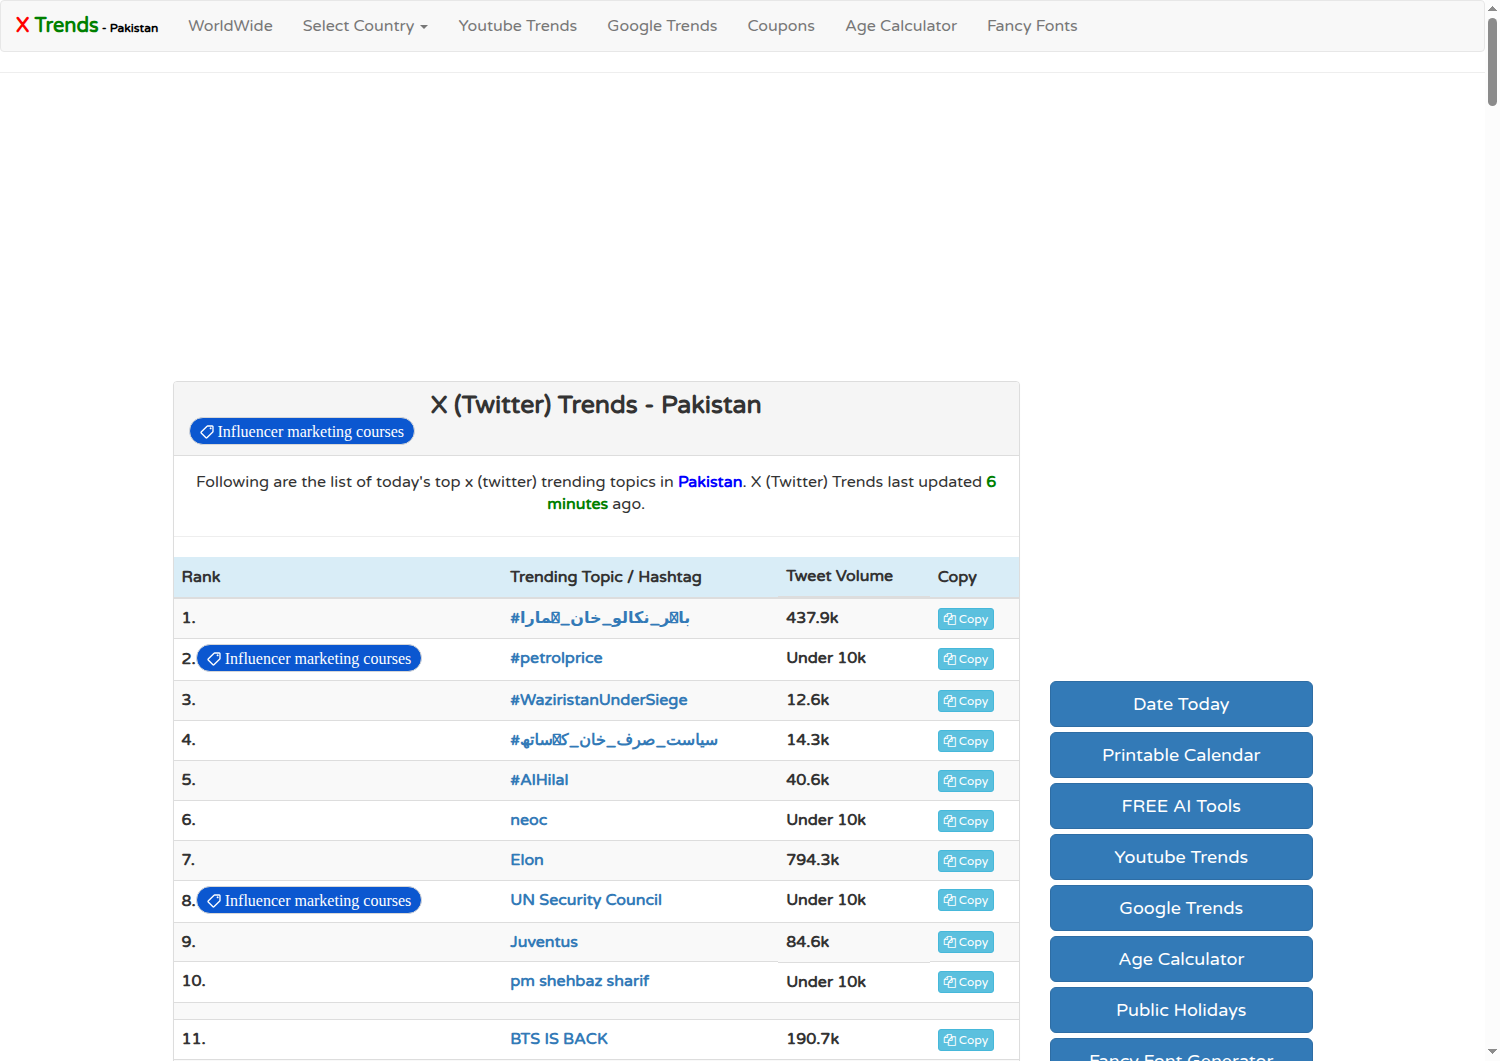 X Trends - Pakistan WorldWide Select Country Youtube Trends Google Trends Coupons Age Calculator Fancy Fonts
X (Twitter) Trends - Pakistan
Influencer marketing courses
Following are the list of today's top x (twitter) trending topics in Pakistan. X (Twitter) Trends last updated 6
minutes ago.
Rank Trending Topic / Hashtag Tweet Volume Copy
1. 437.9k Copy
2. Influencer marketing courses #petrolprice Under 10k Copy
3. #WaziristanUnderSiege 12.6k Copy
4. 14.3k Copy
5. #AlHilal 40.6k Copy
6. neoc Under 10k Copy
7. Elon 794.3k Copy
8. Influencer marketing courses UN Security Council Under 10k Copy
9. Juventus 84.6k Copy
10. pm shehbaz sharif Under 10k Copy
11. BTS IS BACK 190.7k Copy
Date Today
Printable Calendar
FREE AI Tools
Youtube Trends
Google Trends
Age Calculator
Public Holidays
Fancy Font Generator